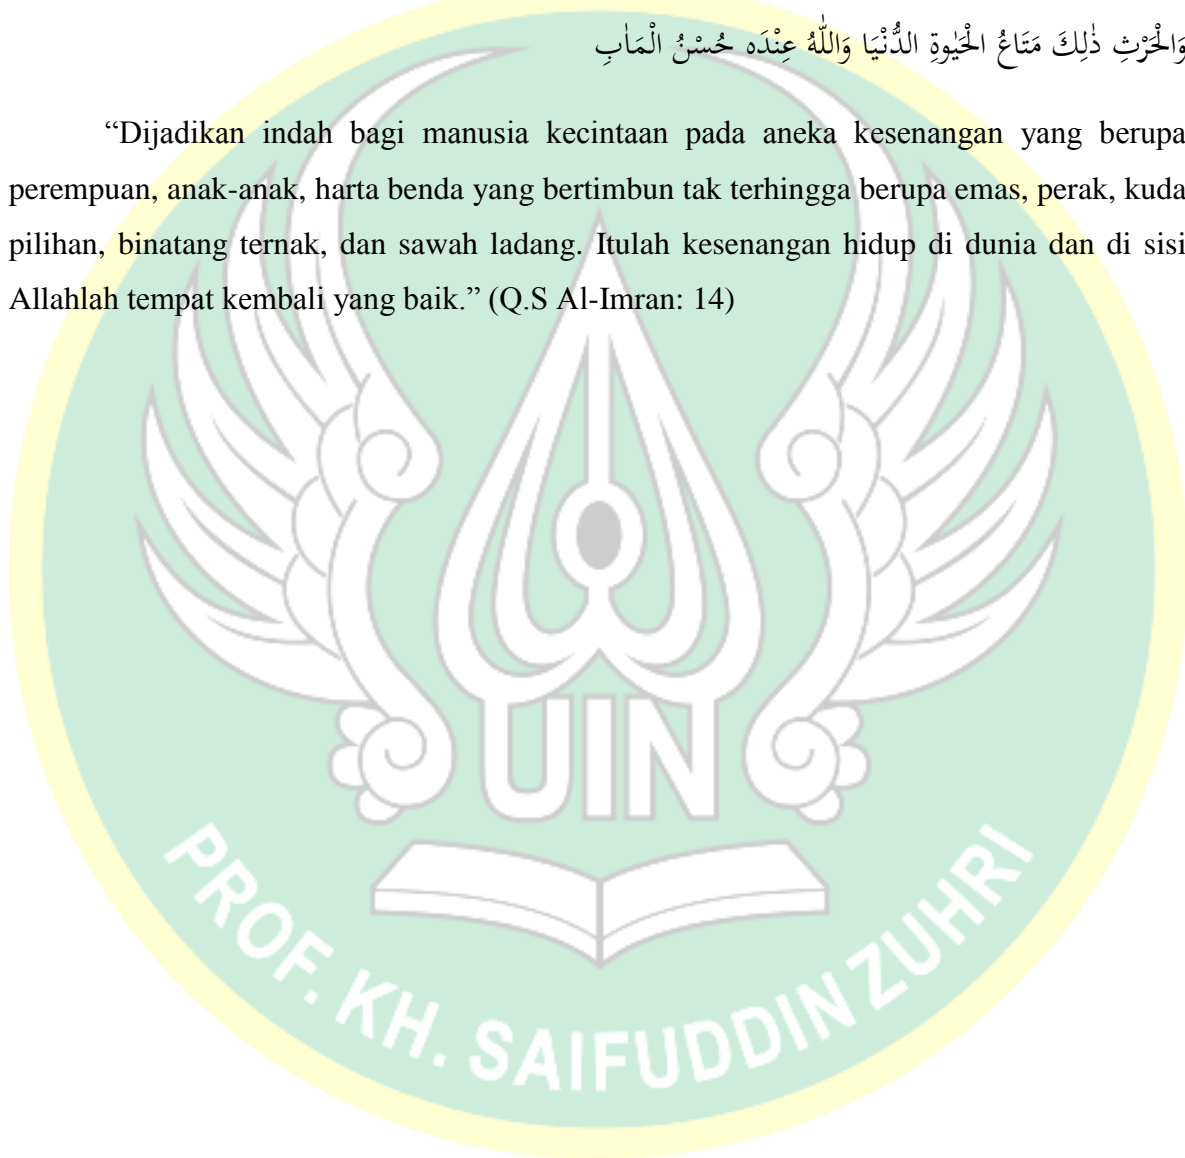 وَالْحَرْثِ ذٰلِكَ مَتَاعُ الْحَيٰوةِ الدُّنْيَا وَاللّٰهُ عِنْدَه حُسْنُ الْمَاٰبِ
“Dijadikan indah bagi manusia kecintaan pada aneka kesenangan yang berupa
perempuan, anak-anak, harta benda yang bertimbun tak terhingga berupa emas, perak, kuda
pilihan, binatang ternak, dan sawah ladang. Itulah kesenangan hidup di dunia dan di sisi
Allahlah tempat kembali yang baik.” (Q.S Al-Imran: 14)
UIN
PROF. KH. SAIFUDDIN ZUHRI